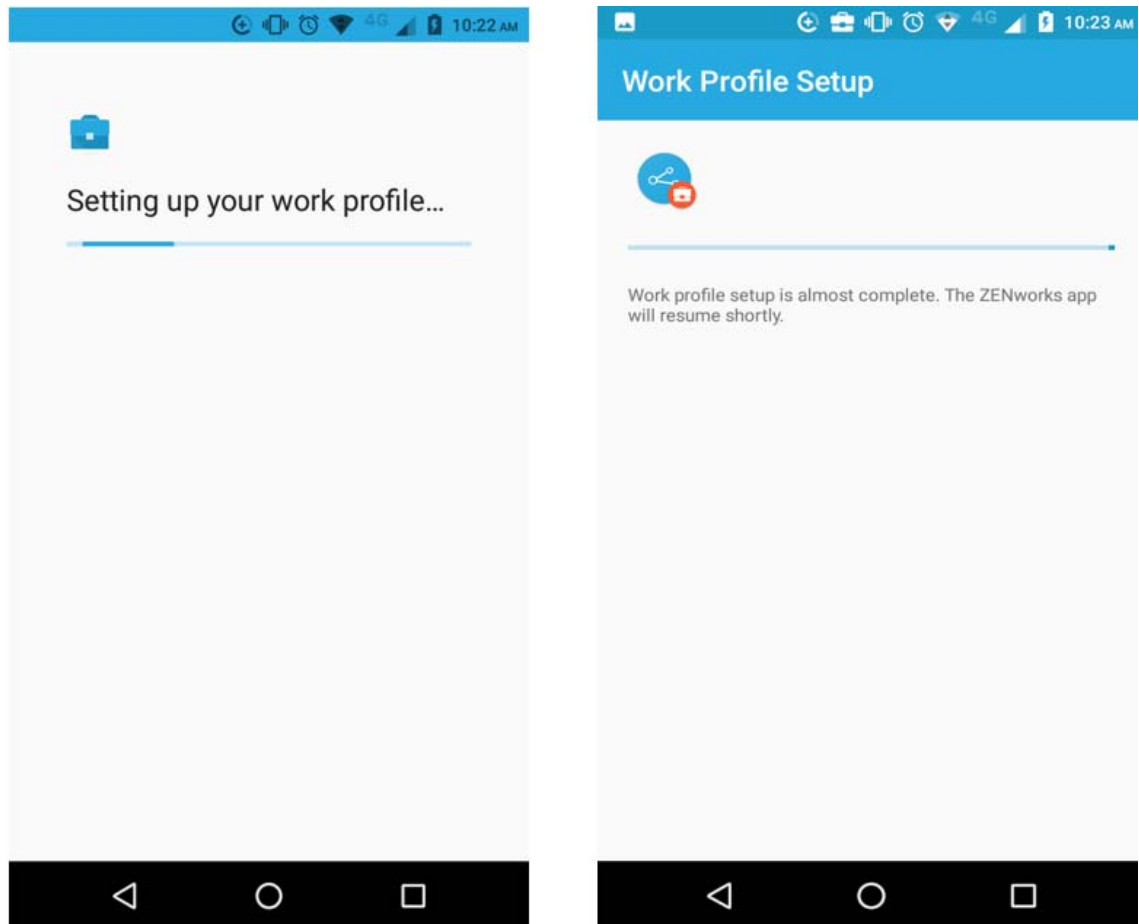 4G 10:22 AM
Setting up your work profile...
4G 10:23 AM
Work Profile Setup
Work profile setup is almost complete. The ZENworks app
will resume shortly.